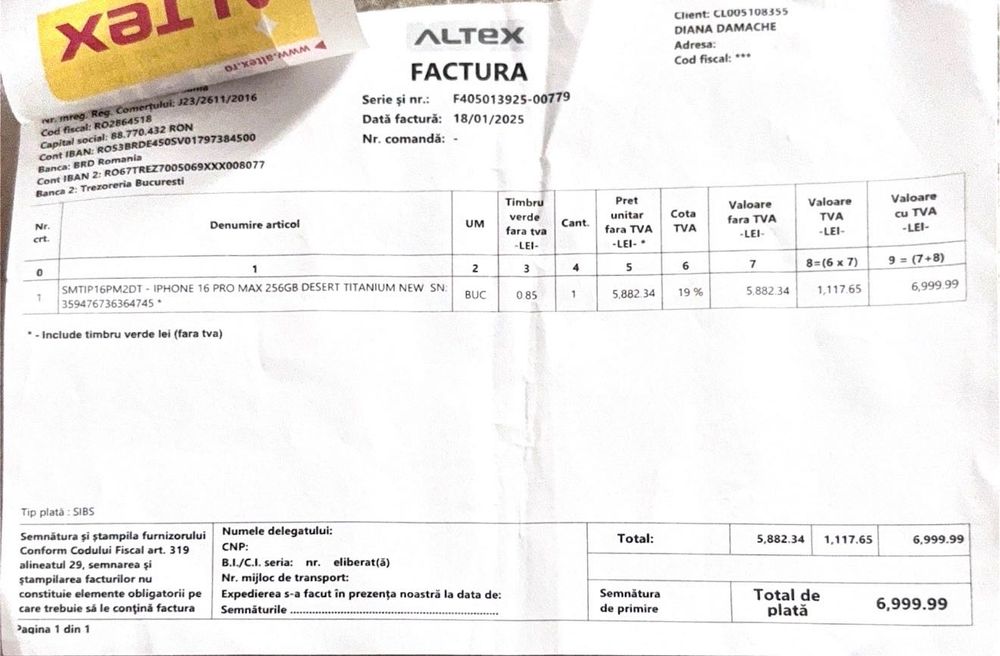 ALTEX
www.altex.ro
ALTEX
FACTURA
Serie și nr.: F405013925-00779
Dată factură: 18/01/2025
Nr. comandă: -
Client: CL005108355
DIANA DAMACHE
Adresa:
Cod fiscal: ***
Nr. înreg. Reg. Comerțului: J23/2611/2016
Cod fiscal: RO2864518
Capital social: 88.770.432 RON
Cont IBAN: RO53BRDE450SV01797384500
Banca: BRD Romania
Cont IBAN 2: RO67TREZ7005069XXX008077
Banca 2: Trezoreria Bucuresti
Nr. crt. Denumire articol UM Timbru verde fara tva -LEI- Cant. Pret unitar fara TVA -LEI- * Cota TVA Valoare fara TVA -LEI- Valoare TVA -LEI- Valoare cu TVA -LEI-
0 1 2 3 4 5 6 7 8=(6 x 7) 9 = (7+8)
1 SMTIP16PM2DT - IPHONE 16 PRO MAX 256GB DESERT TITANIUM NEW SN: BUC 0.85 1 5,882.34 19 % 5.882.34 1,117.65 6,999.99
359476736364745 *
* - Include timbru verde lei (fara tva)
Tip plată : SIBS
Semnătura și ștampila furnizorului
Conform Codului Fiscal art. 319
alineatul 29, semnarea și
ștampilarea facturilor nu
constituie elemente obligatorii pe
care trebuie să le conțină factura
Numele delegatului:
CNP:
B.I./C.I. seria: nr. eliberat(ă)
Nr. mijloc de transport:
Expedierea s-a facut în prezența noastră la data de:
Semnăturile ......................................................
Total: 5,882.34 1,117.65 6,999.99
Semnătura
de primire
Total de
plată
6,999.99
Pagina 1 din 1